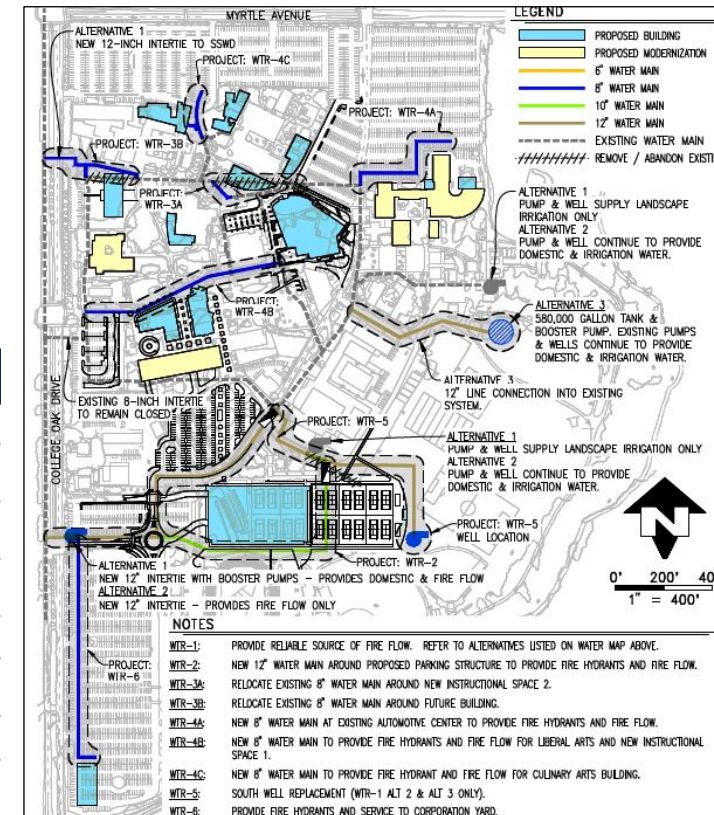 MYRTLE AVENUE
ALTERNATIVE 1
NEW 12-INCH INTERTIE TO SSWD
PROJECT: WTR-4C
PROJECT: WTR-4A
PROJECT: WTR-3B
PROJECT:
WTR-3A
PROJECT:
WTR-4B
LEGEND
PROPOSED BUILDING
PROPOSED MODERNIZATION
6" WATER MAIN
8" WATER MAIN
10" WATER MAIN
12" WATER MAIN
EXISTING WATER MAIN
REMOVE / ABANDON EXISTI
ALTERNATIVE 1
PUMP & WELL SUPPLY LANDSCAPE
IRRIGATION ONLY
ALTERNATIVE 2
PUMP & WELL CONTINUE TO PROVIDE
DOMESTIC & IRRIGATION WATER.
ALTERNATIVE 3
580,000 GALLON TANK &
BOOSTER PUMP. EXISTING PUMPS
& WELLS CONTINUE TO PROVIDE
DOMESTIC & IRRIGATION WATER.
ALTERNATIVE 3
12" LINE CONNECTION INTO EXISTING
SYSTEM.
EXISTING 8-INCH INTERTIE
TO REMAIN CLOSED
COLLEGE OAK DRIVE
PROJECT: WTR-5
ALTERNATIVE 1
PUMP & WELL SUPPLY LANDSCAPE IRRIGATION ONLY
ALTERNATIVE 2
PUMP & WELL CONTINUE TO PROVIDE
DOMESTIC & IRRIGATION WATER.
PROJECT: WTR-5
WELL LOCATION
PROJECT: WTR-2
ALTERNATIVE 1
NEW 12" INTERTIE WITH BOOSTER PUMPS - PROVIDES DOMESTIC & FIRE FLOW
ALTERNATIVE 2
NEW 12" INTERTIE - PROVIDES FIRE FLOW ONLY
PROJECT:
WTR-6
N
0' 200' 40
1" = 400'
NOTES
WTR-1: PROVIDE RELIABLE SOURCE OF FIRE FLOW. REFER TO ALTERNATIVES LISTED ON WATER MAP ABOVE.
WTR-2: NEW 12" WATER MAIN AROUND PROPOSED PARKING STRUCTURE TO PROVIDE FIRE HYDRANTS AND FIRE FLOW.
WTR-3A: RELOCATE EXISTING 8" WATER MAIN AROUND NEW INSTRUCTIONAL SPACE 2.
WTR-3B: RELOCATE EXISTING 8" WATER MAIN AROUND FUTURE BUILDING.
WTR-4A: NEW 8" WATER MAIN AT EXISTING AUTOMOTIVE CENTER TO PROVIDE FIRE HYDRANTS AND FIRE FLOW.
WTR-4B: NEW 8" WATER MAIN TO PROVIDE FIRE HYDRANTS AND FIRE FLOW FOR LIBERAL ARTS AND NEW INSTRUCTIONAL
SPACE 1.
WTR-4C: NEW 8" WATER MAIN TO PROVIDE FIRE HYDRANT AND FIRE FLOW FOR CULINARY ARTS BUILDING.
WTR-5: SOUTH WELL REPLACEMENT (WTR-1 ALT 2 & ALT 3 ONLY).
WTR-6: PROVIDE FIRE HYDRANTS AND SERVICE TO CORPORATION YARD.